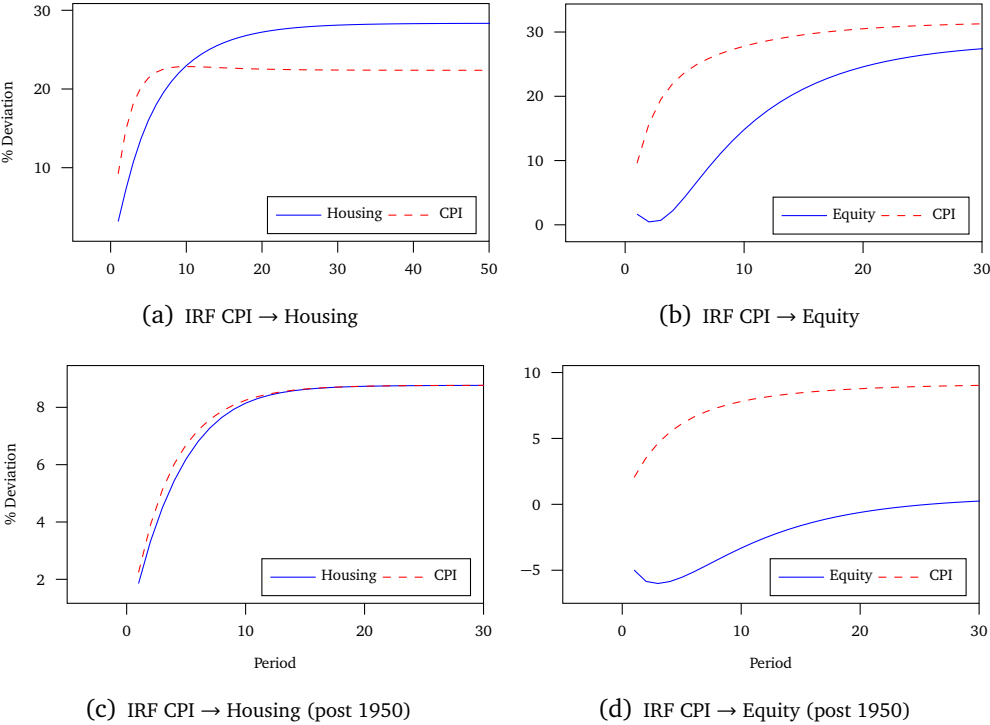 % Deviation
30
20
10
Housing
CPI
0 10 20 30 40 50
(a) IRF CPI → Housing
30
20
10
0
Equity
CPI
0 10 20 30
(b) IRF CPI → Equity
% Deviation
8
6
4
2
Housing
CPI
0 10 20 30
Period
(c) IRF CPI → Housing (post 1950)
10
5
0
−5
Equity
CPI
0 10 20 30
Period
(d) IRF CPI → Equity (post 1950)